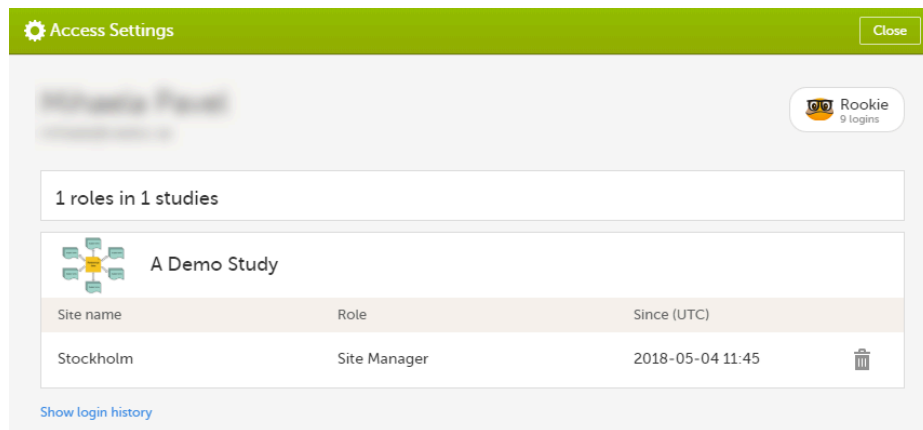 Access Settings
Close
Rookie
9 logins
1 roles in 1 studies
A Demo Study
Site name Role Since (UTC)
Stockholm Site Manager 2018-05-04 11:45
Show login history